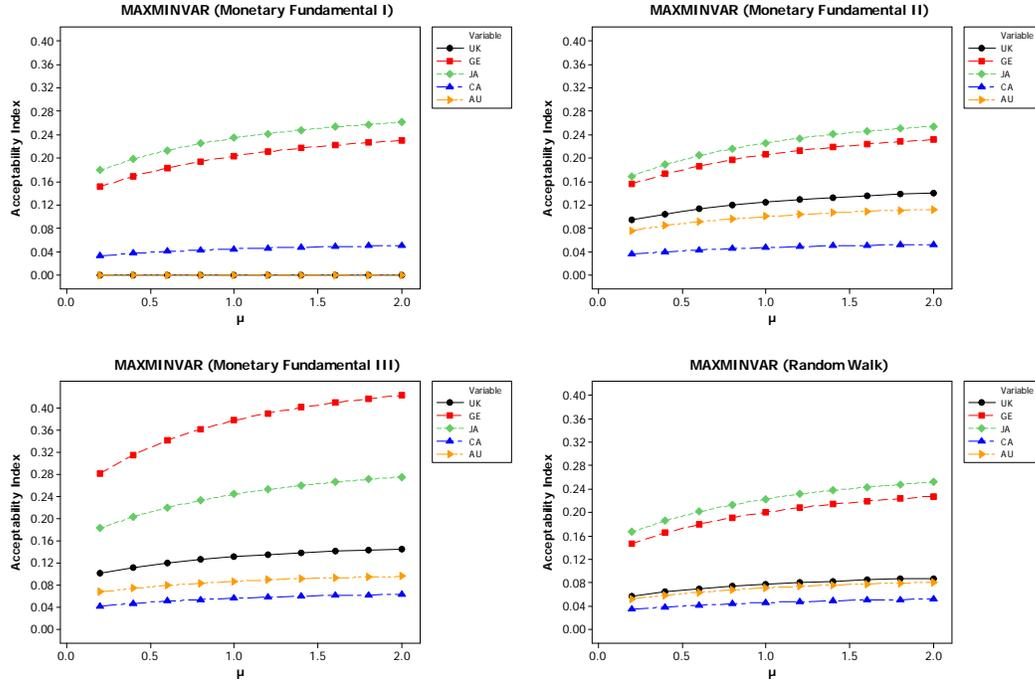 MAXMINVAR (Monetary Fundamental I)
Acceptability Index
0.40
0.36
0.32
0.28
0.24
0.20
0.16
0.12
0.08
0.04
0.00
0.0 0.5 1.0 1.5 2.0
µ
Variable
UK
GE
JA
CA
AU
MAXMINVAR (Monetary Fundamental II)
Acceptability Index
0.40
0.36
0.32
0.28
0.24
0.20
0.16
0.12
0.08
0.04
0.00
0.0 0.5 1.0 1.5 2.0
µ
Variable
UK
GE
JA
CA
AU
MAXMINVAR (Monetary Fundamental III)
Acceptability Index
0.40
0.36
0.32
0.28
0.24
0.20
0.16
0.12
0.08
0.04
0.00
0.0 0.5 1.0 1.5 2.0
µ
Variable
UK
GE
JA
CA
AU
MAXMINVAR (Random Walk)
Acceptability Index
0.40
0.36
0.32
0.28
0.24
0.20
0.16
0.12
0.08
0.04
0.00
0.0 0.5 1.0 1.5 2.0
µ
Variable
UK
GE
JA
CA
AU